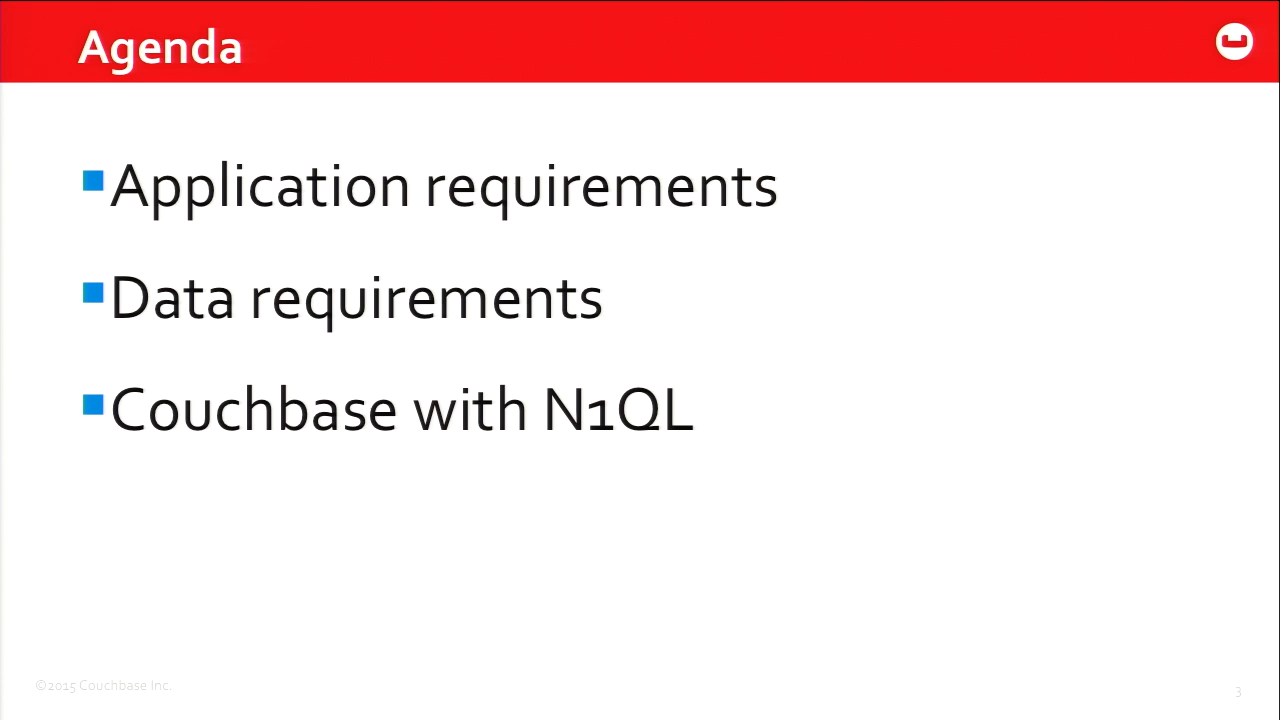 Agenda
Application requirements
Data requirements
Couchbase with N1QL
©2015 Couchbase Inc.
3